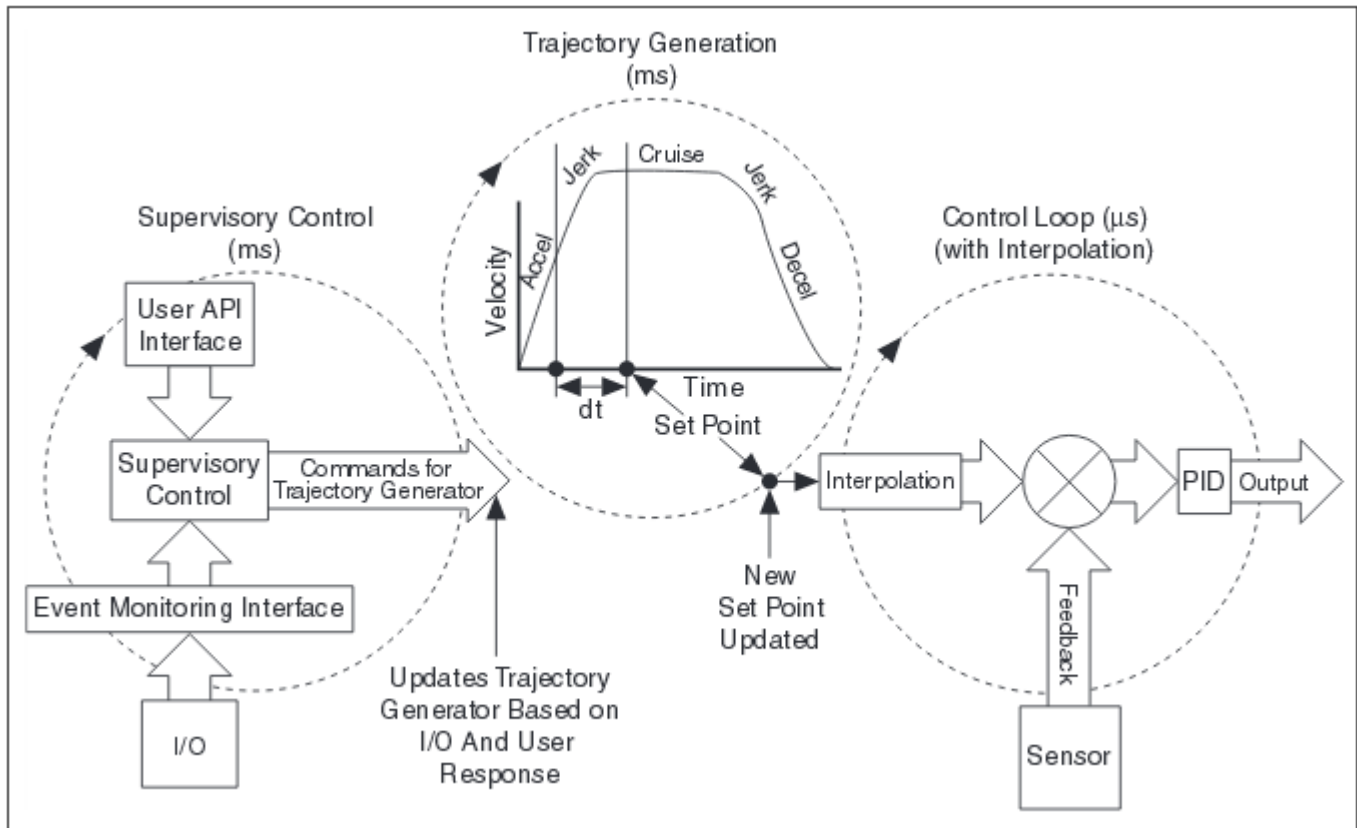 Trajectory Generation
(ms)
Jerk
Cruise
Jerk
Accel
Decel
Velocity
Time
dt
Set Point
Supervisory Control
(ms)
User API
Interface
Supervisory
Control
Commands for
Trajectory Generator
Event Monitoring Interface
I/O
Updates Trajectory
Generator Based on
I/O And User
Response
New
Set Point
Updated
Control Loop (μs)
(with Interpolation)
Interpolation
PID
Output
Feedback
Sensor